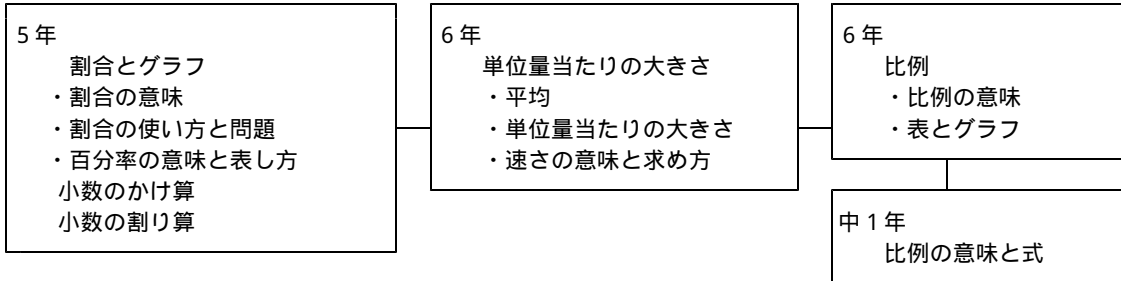 5年
割合とグラフ
・割合の意味
・割合の使い方と問題
・百分率の意味と表し方
小数のかけ算
小数の割り算
6年
単位量当たりの大きさ
・平均
・単位量当たりの大きさ
・速さの意味と求め方
6年
比例
・比例の意味
・表とグラフ
中1年
比例の意味と式